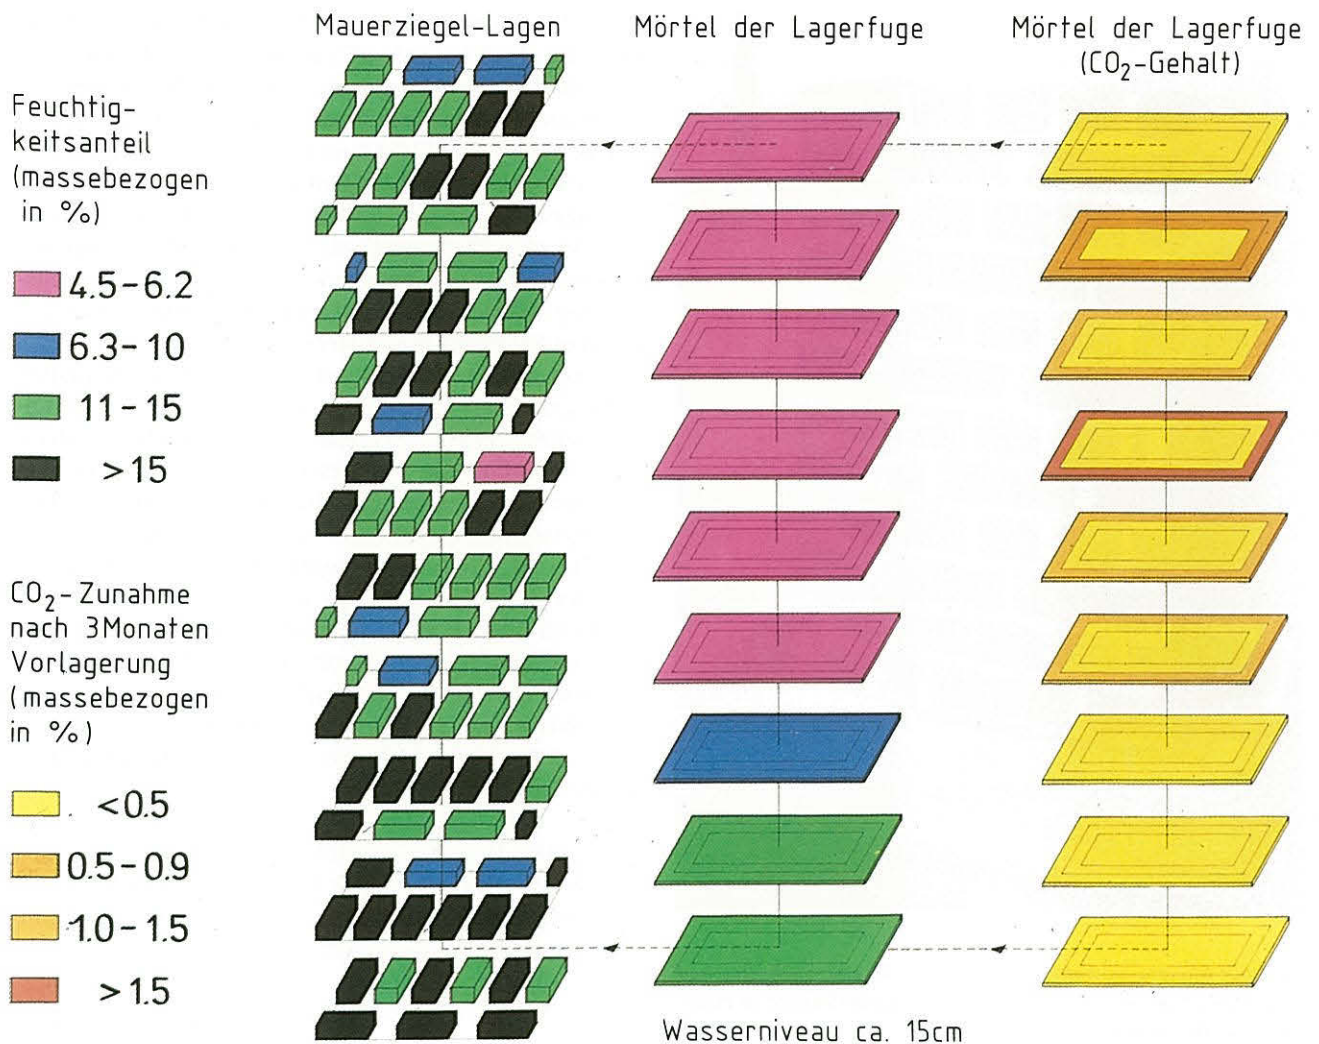 Mauerziegel-Lagen
Mörtel der Lagerfuge
Mörtel der Lagerfuge
(CO₂-Gehalt)
Feuchtig-
keitsanteil
(massebezogen
in %)
4.5-6.2
6.3-10
11-15
>15
CO₂-Zunahme
nach 3Monaten
Vorlagerung
(massebezogen
in %)
<0.5
0.5-0.9
1.0-1.5
>1.5
Wasserniveau ca. 15cm